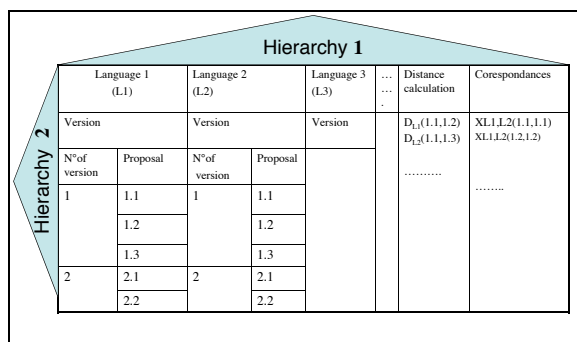 Hierarchy 1
Hierarchy 2
Language 1 (L1)
Language 2 (L2)
Language 3 (L3)
…
…
.
Distance calculation
Corespondances
Version
Version
Version
D_L1(1.1,1.2)
D_L2(1.1,1.3)
……….
XL1,L2(1.1,1.1)
XL1,L2(1.2,1.2)
……..
N°of version
Proposal
N°of version
Proposal
1
1.1
1
1.1
1.2
1.2
1.3
1.3
2
2.1
2
2.1
2.2
2.2